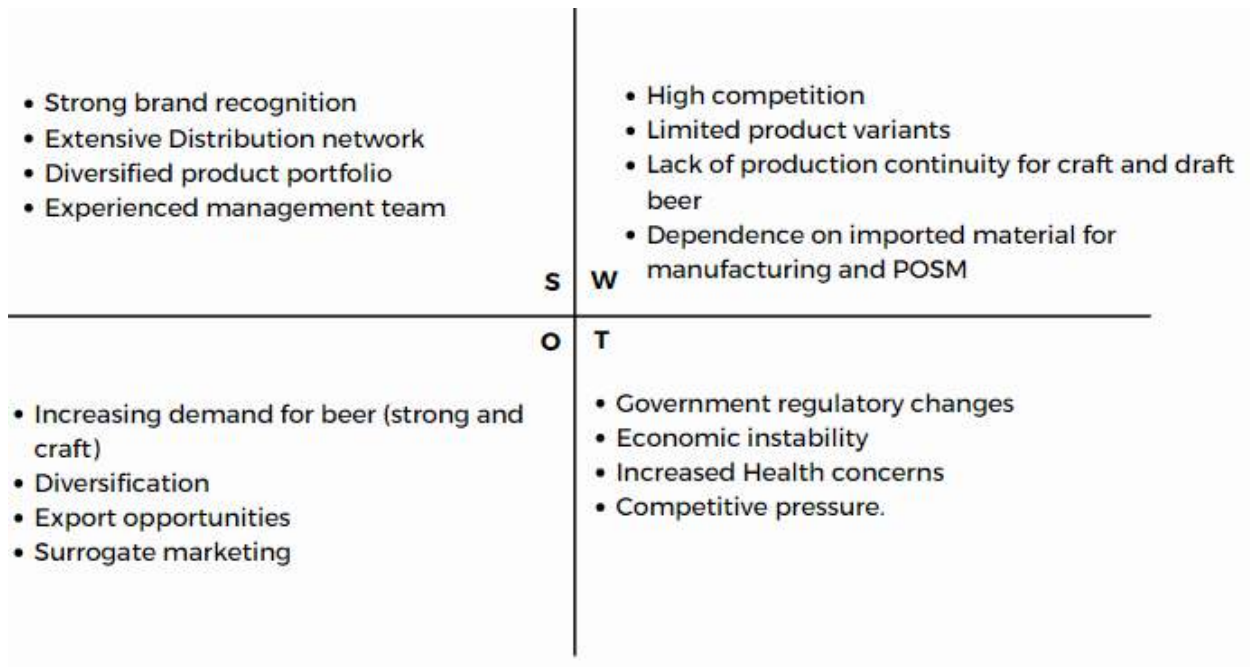 • Strong brand recognition
• Extensive Distribution network
• Diversified product portfolio
• Experienced management team
S
• High competition
• Limited product variants
• Lack of production continuity for craft and draft
beer
• Dependence on imported material for
manufacturing and POSM
W
O
• Increasing demand for beer (strong and
craft)
• Diversification
• Export opportunities
• Surrogate marketing
T
• Government regulatory changes
• Economic instability
• Increased Health concerns
• Competitive pressure.